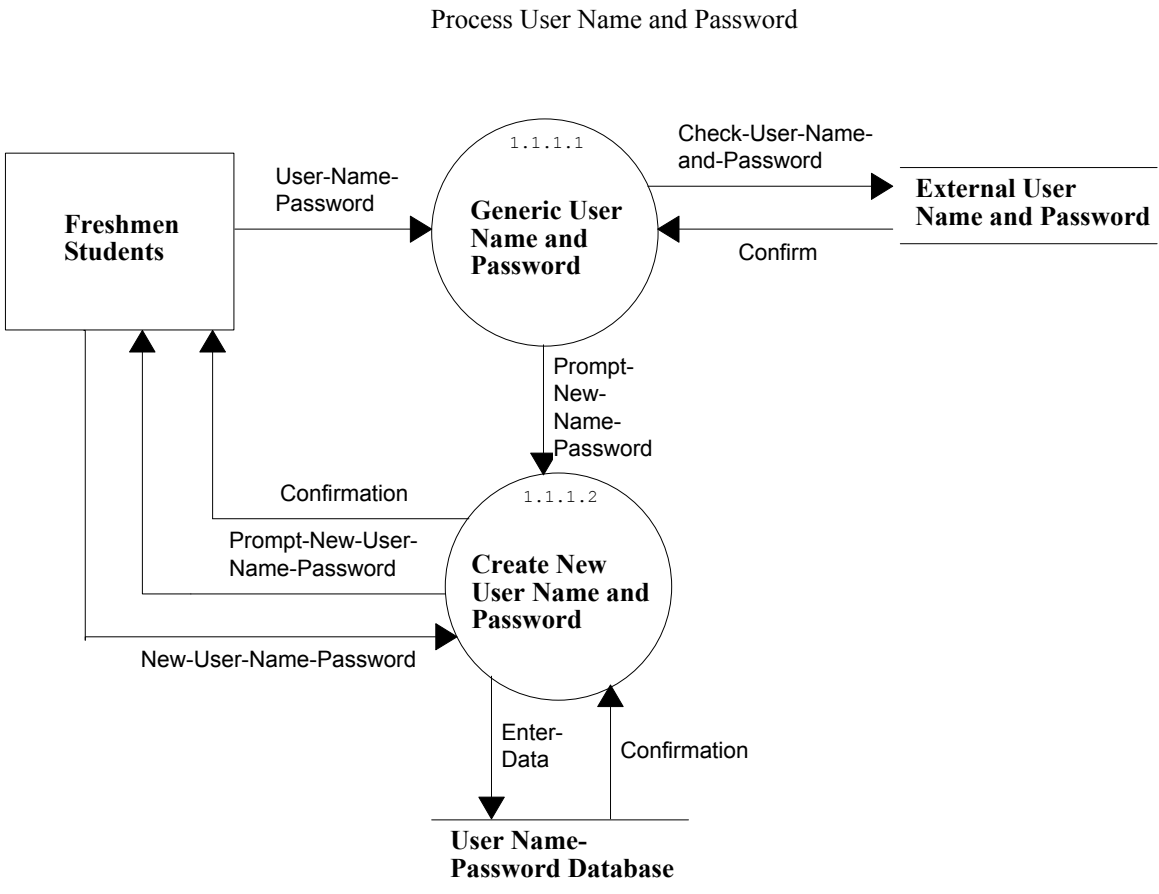 Process User Name and Password
1.1.1.1
Check-User-Name-
and-Password
User-Name-
Password
External User
Name and Password
Freshmen
Students
Generic User
Name and
Password
Confirm
Prompt-
New-
Name-
Password
Confirmation
1.1.1.2
Prompt-New-User-
Name-Password
Create New
User Name and
Password
New-User-Name-Password
Enter-
Data
Confirmation
User Name-
Password Database